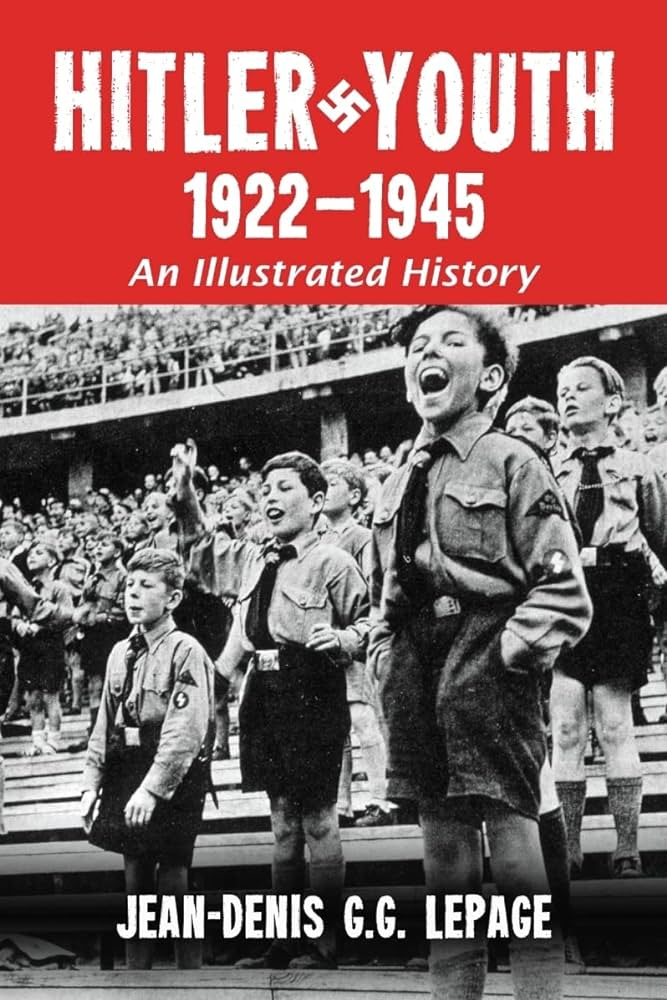 HITLER YOUTH
1922–1945
An Illustrated History
JEAN-DENIS G.G. LEPAGE